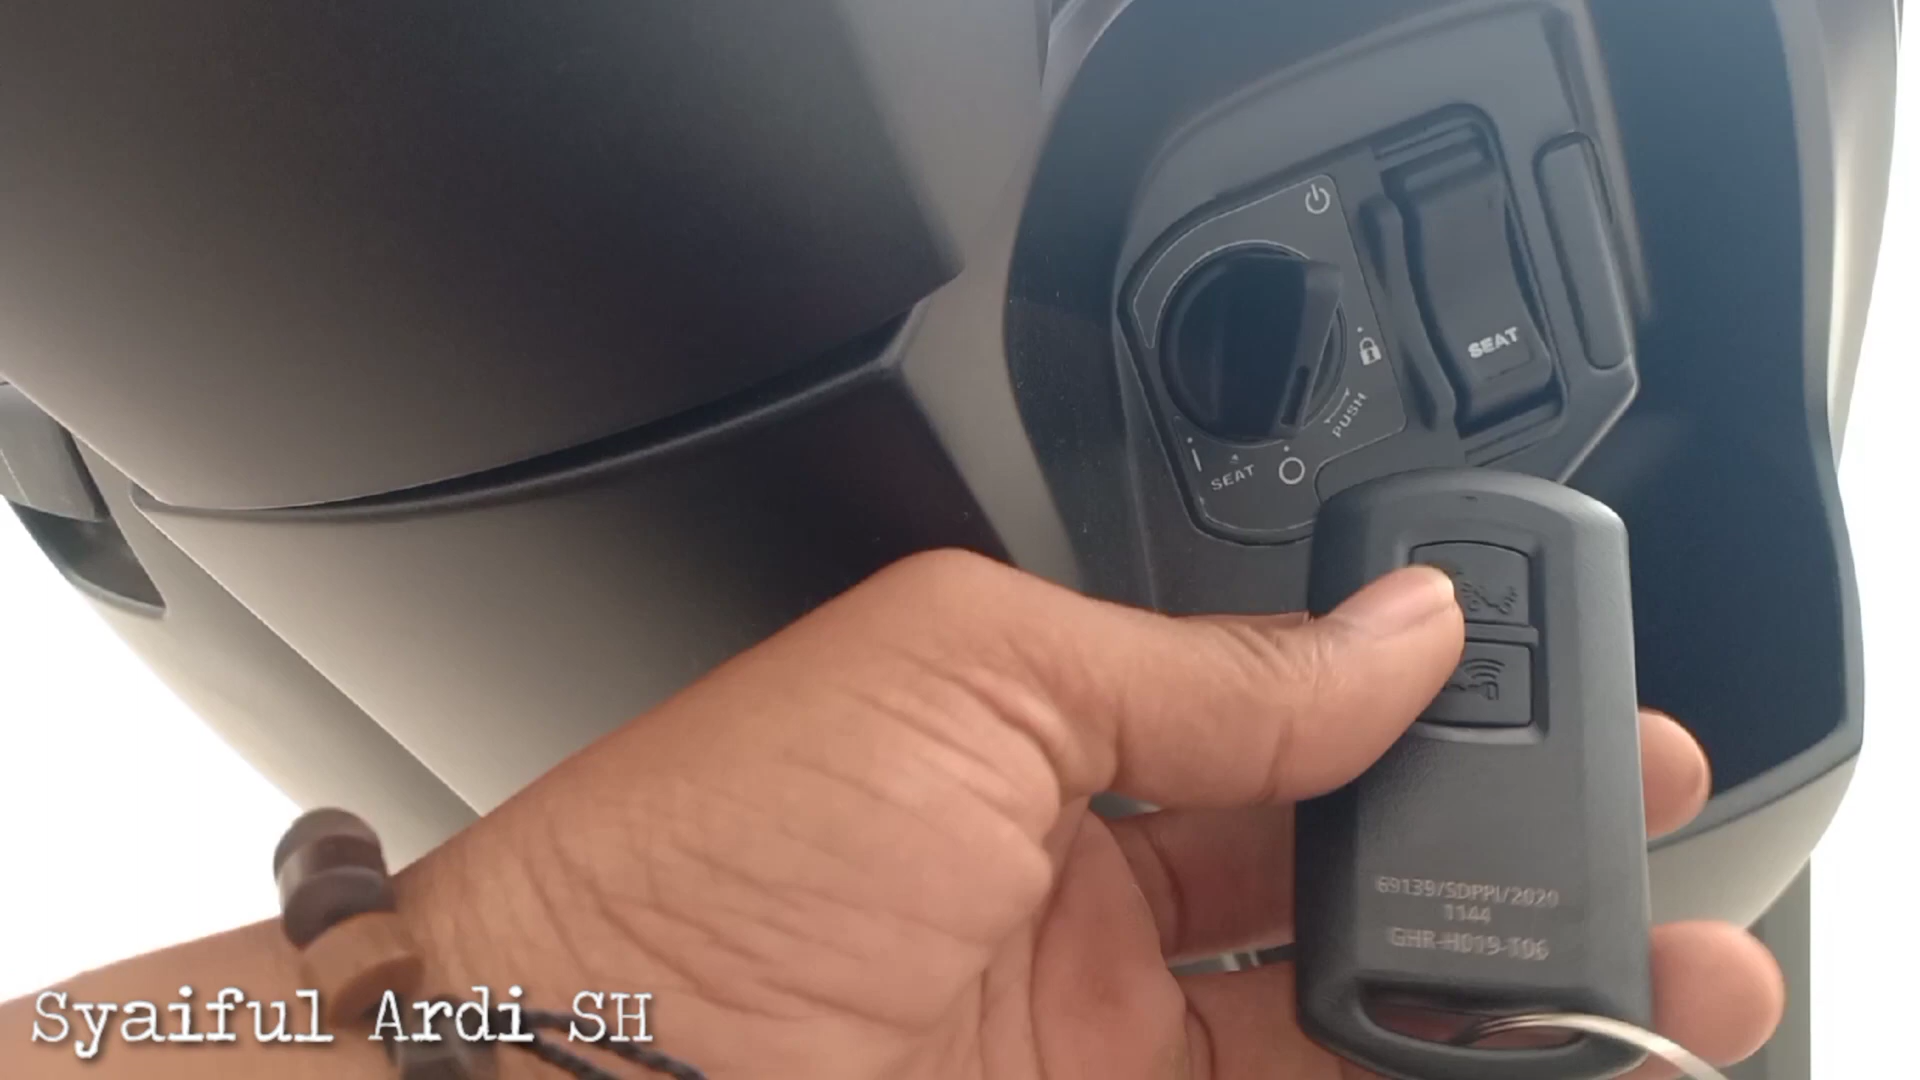 SEAT
PUSH
SEAT
69139/SDPPI/2020
1144
GHR-H019-T06
Syaiful Ardi SH